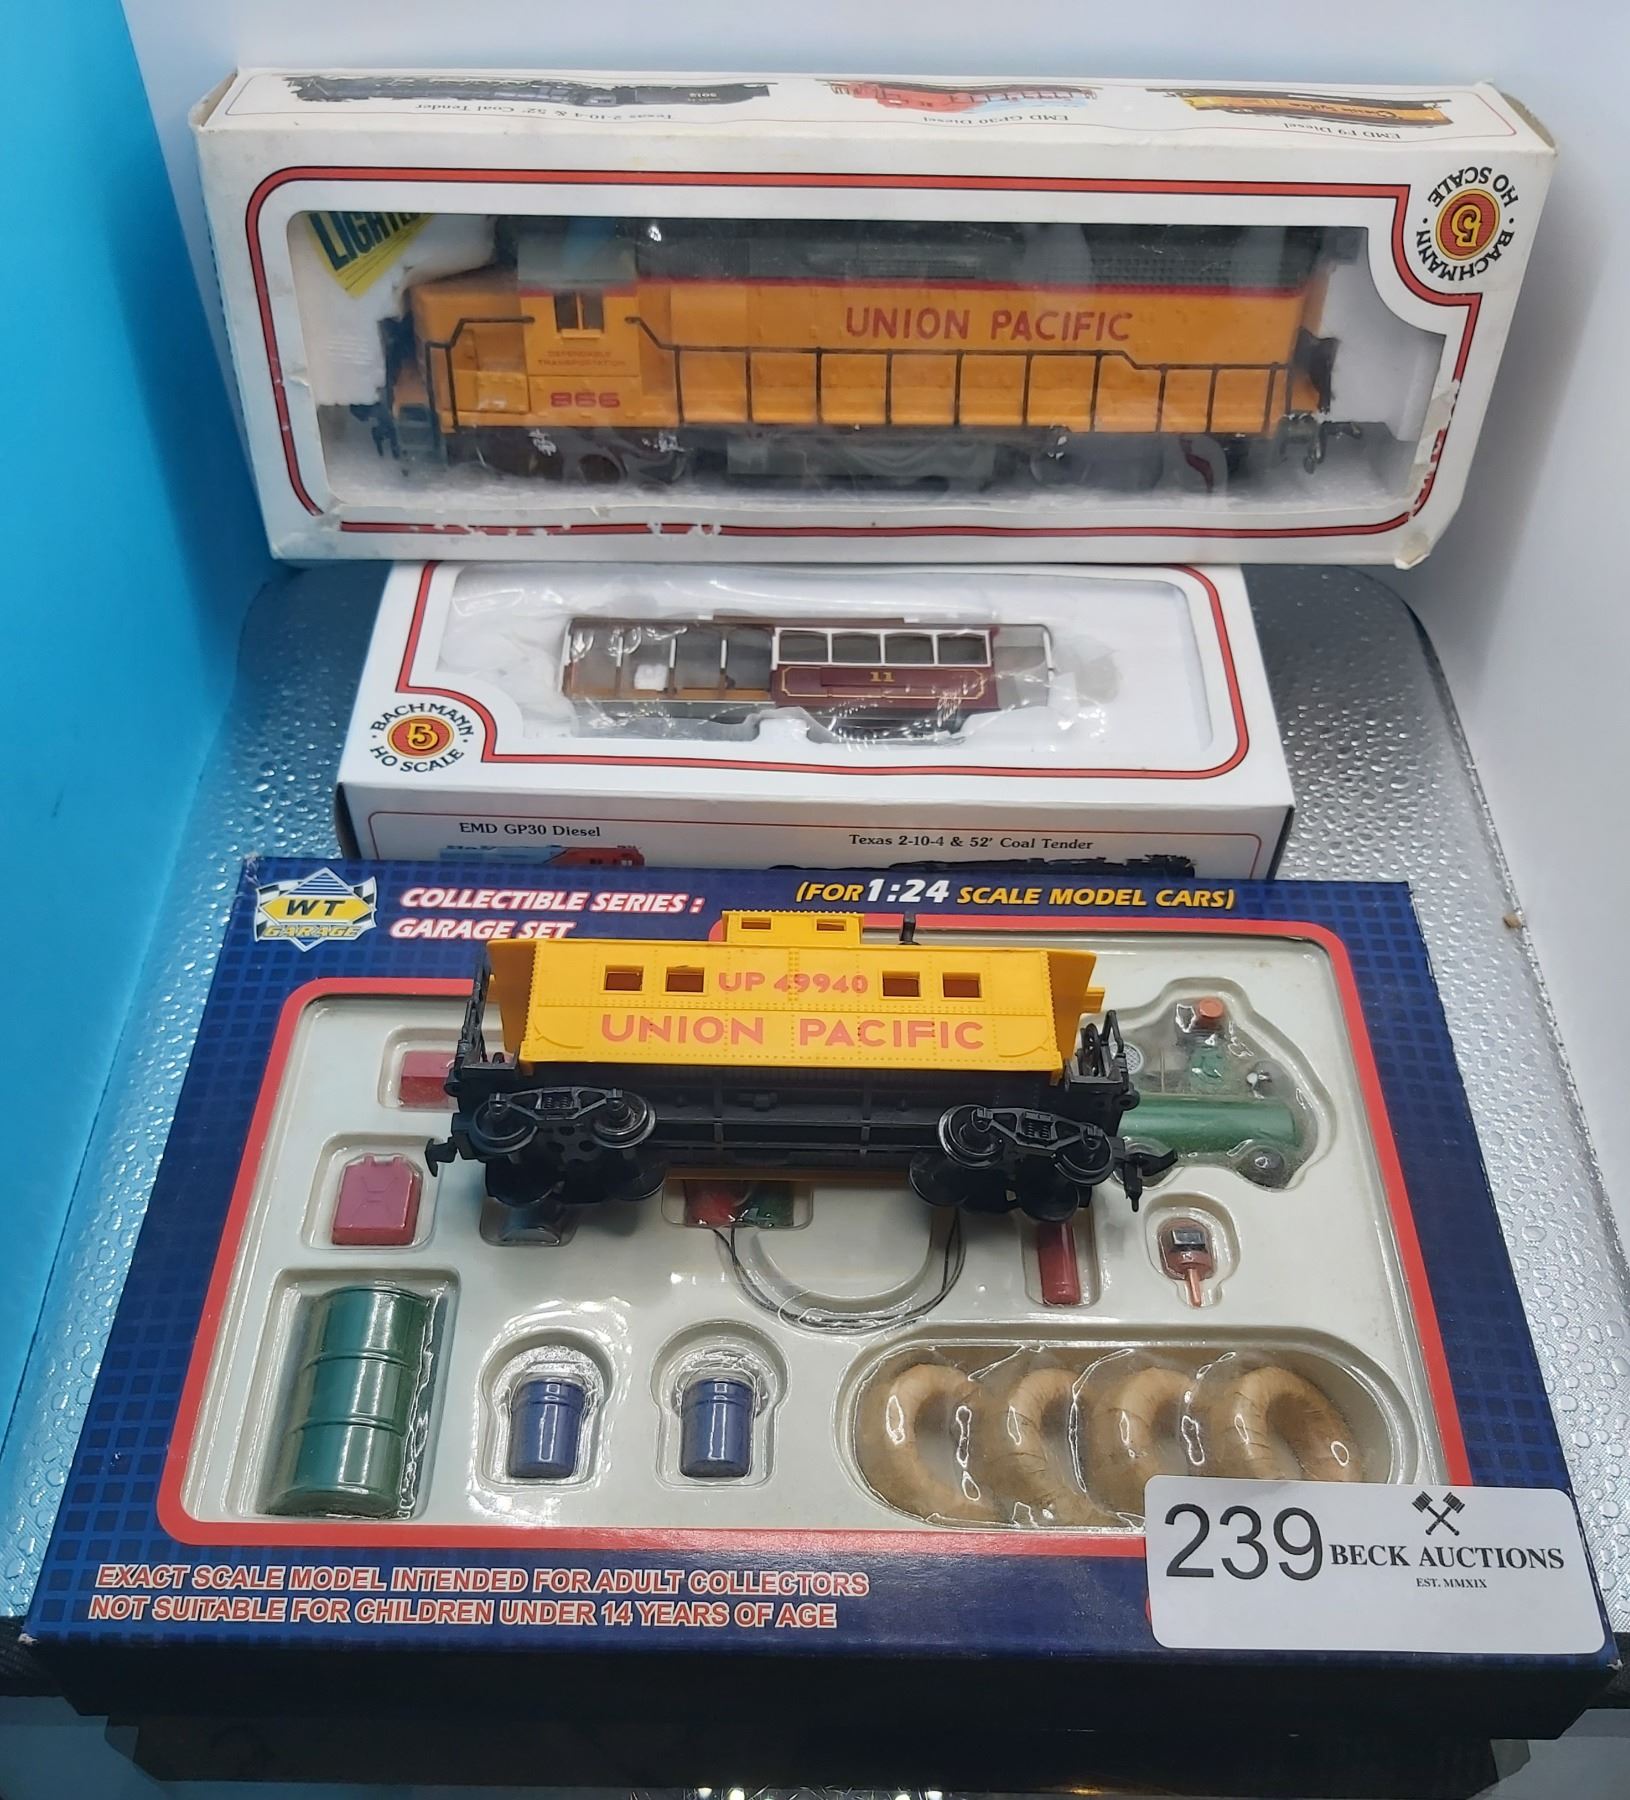 Texas 2-10-4 & 52' Coal Tender
EMD GP30 Diesel
EMD F9 Diesel
BACHMANN
HO SCALE
B
UNION PACIFIC
DEPENDABLE
TRANSPORTATION
866
11
BACHMANN
B
HO SCALE
EMD GP30 Diesel
Texas 2-10-4 & 52' Coal Tender
WT
GARAGE
COLLECTIBLE SERIES :
GARAGE SET
(FOR 1:24 SCALE MODEL CARS)
UP 49940
UNION PACIFIC
239
BECK AUCTIONS
EST. MMXIX
EXACT SCALE MODEL INTENDED FOR ADULT COLLECTORS
NOT SUITABLE FOR CHILDREN UNDER 14 YEARS OF AGE